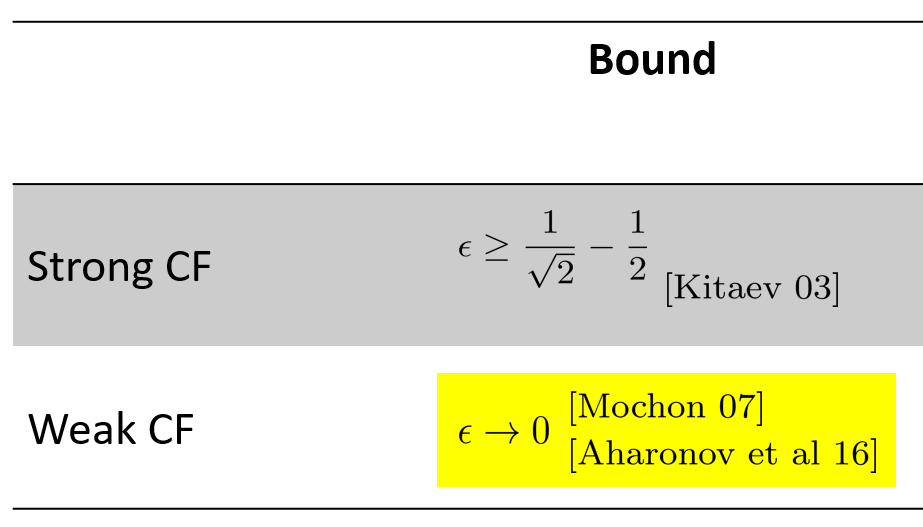 Bound
Strong CF
ϵ ≥ 1/√2 − 1/2 [Kitaev 03]
Weak CF
ϵ → 0 [Mochon 07]
[Aharonov et al 16]